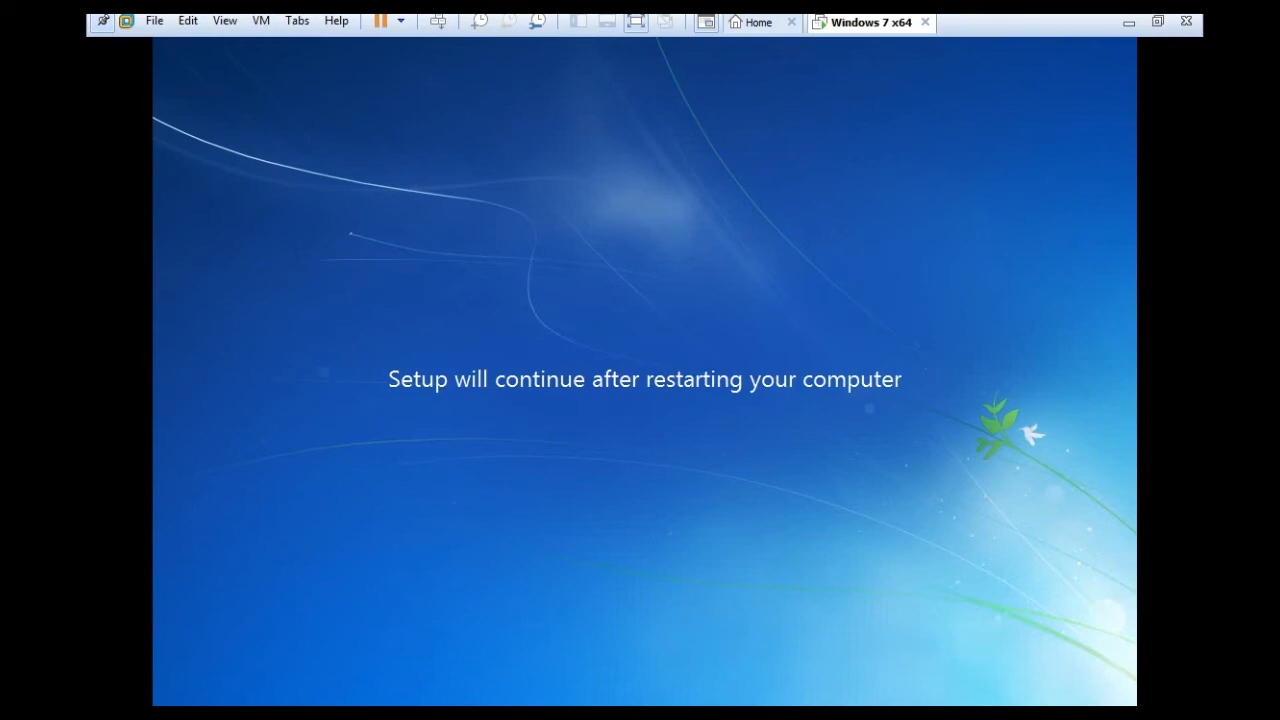 File Edit View VM Tabs Help Home Windows 7 x64
Setup will continue after restarting your computer